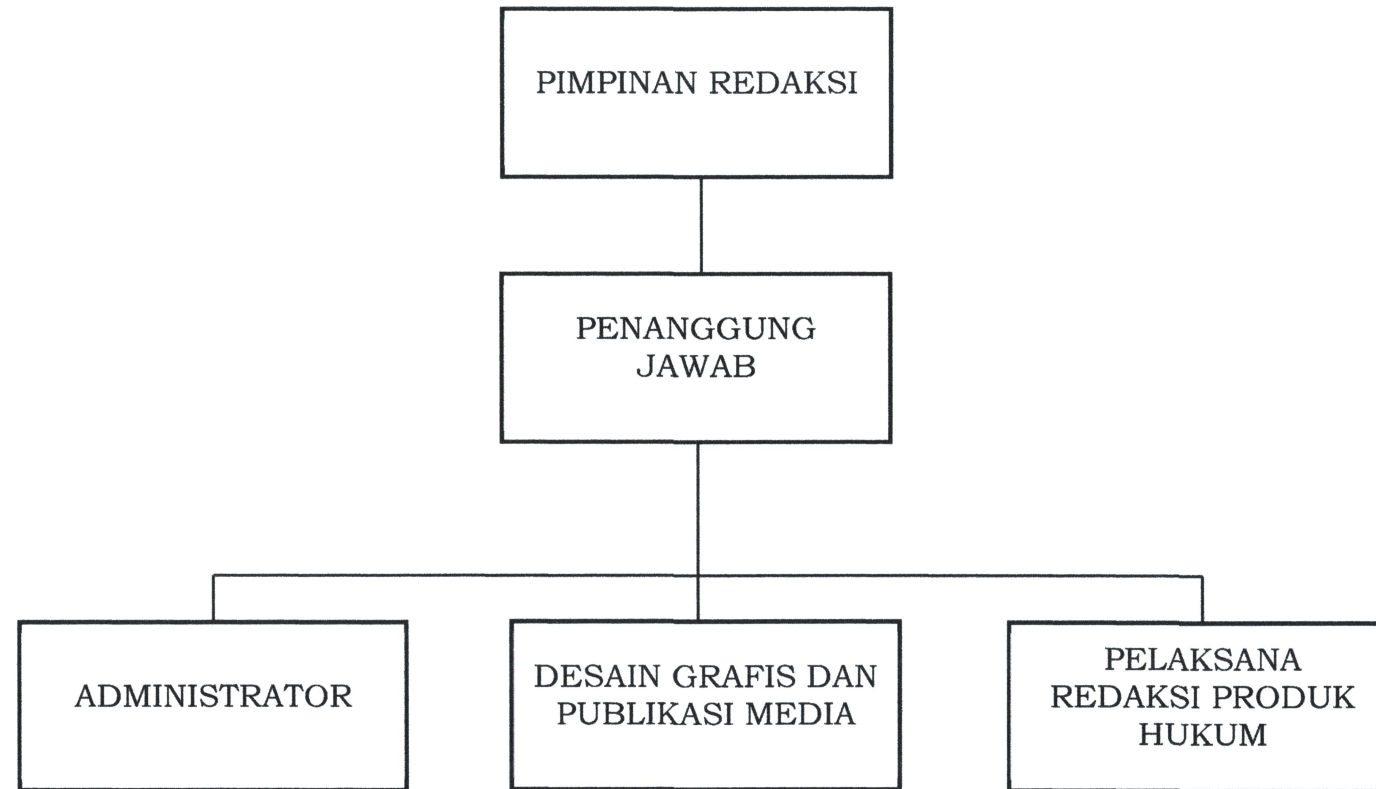 PIMPINAN REDAKSI
PENANGGUNG
JAWAB
ADMINISTRATOR
DESAIN GRAFIS DAN
PUBLIKASI MEDIA
PELAKSANA
REDAKSI PRODUK
HUKUM